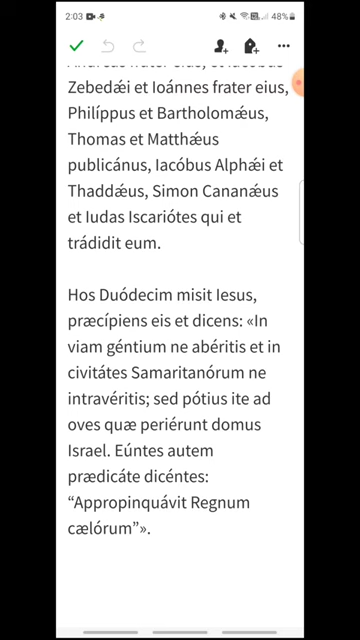 2:03
48%
Zebedǽi et Ioánnes frater eius,
Philíppus et Bartholomǽus,
Thomas et Matthǽus
publicánus, Iacóbus Alphǽi et
Thaddǽus, Simon Cananǽus
et Iudas Iscariótes qui et
trádidit eum.
Hos Duódecim misit Iesus,
præcípiens eis et dicens: «In
viam géntium ne abéritis et in
civitátes Samaritanórum ne
intravéritis; sed pótius ite ad
oves quæ periérunt domus
Israel. Eúntes autem
prædicáte dicéntes:
“Appropinquávit Regnum
cælórum”».